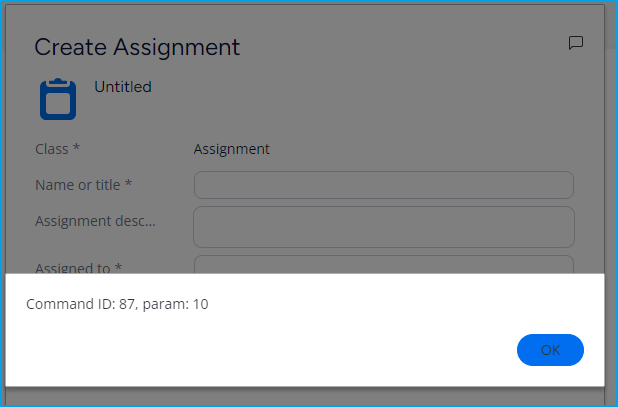 Create Assignment
Untitled
Class * Assignment
Name or title *
Assignment desc...
Assigned to *
Command ID: 87, param: 10
OK